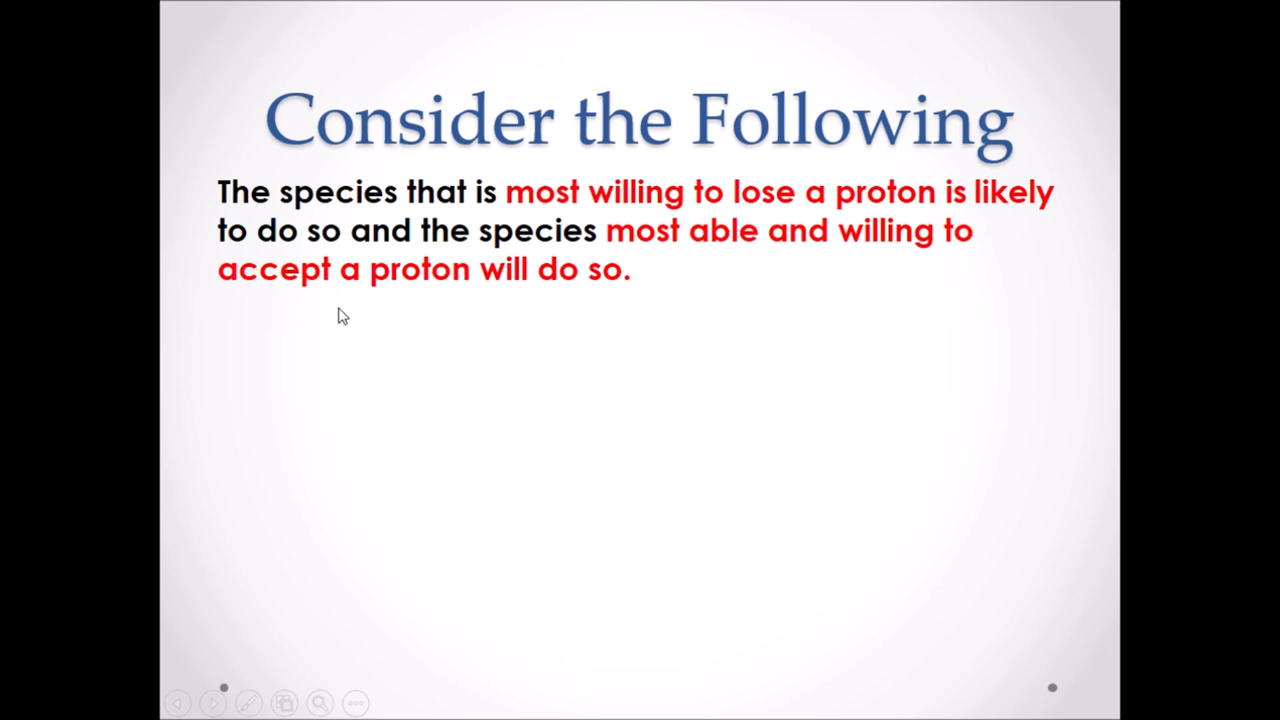 Consider the Following
The species that is most willing to lose a proton is likely
to do so and the species most able and willing to
accept a proton will do so.